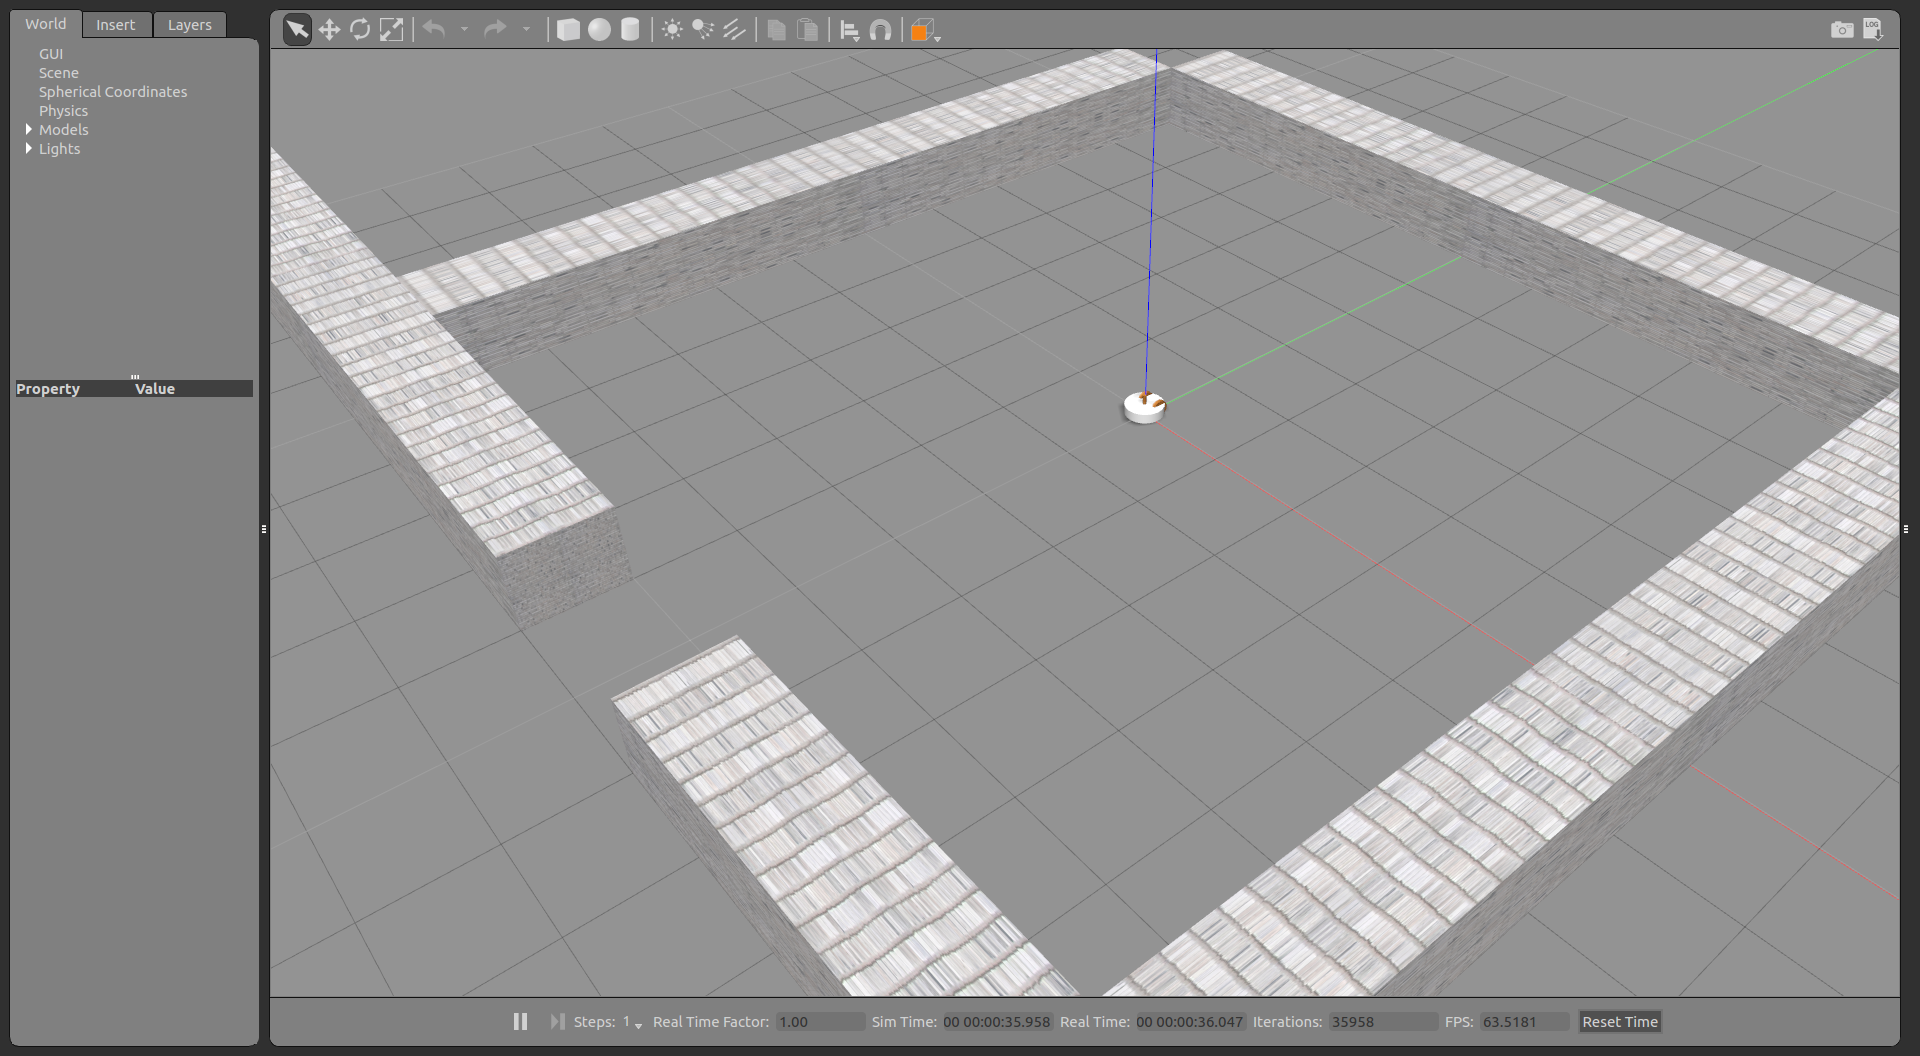 World Insert Layers
GUI
Scene
Spherical Coordinates
Physics
Models
Lights
Property Value
LOG
Steps: 1 Real Time Factor: 1.00 Sim Time: 00 00:00:35.958 Real Time: 00 00:00:36.047 Iterations: 35958 FPS: 63.5181 Reset Time